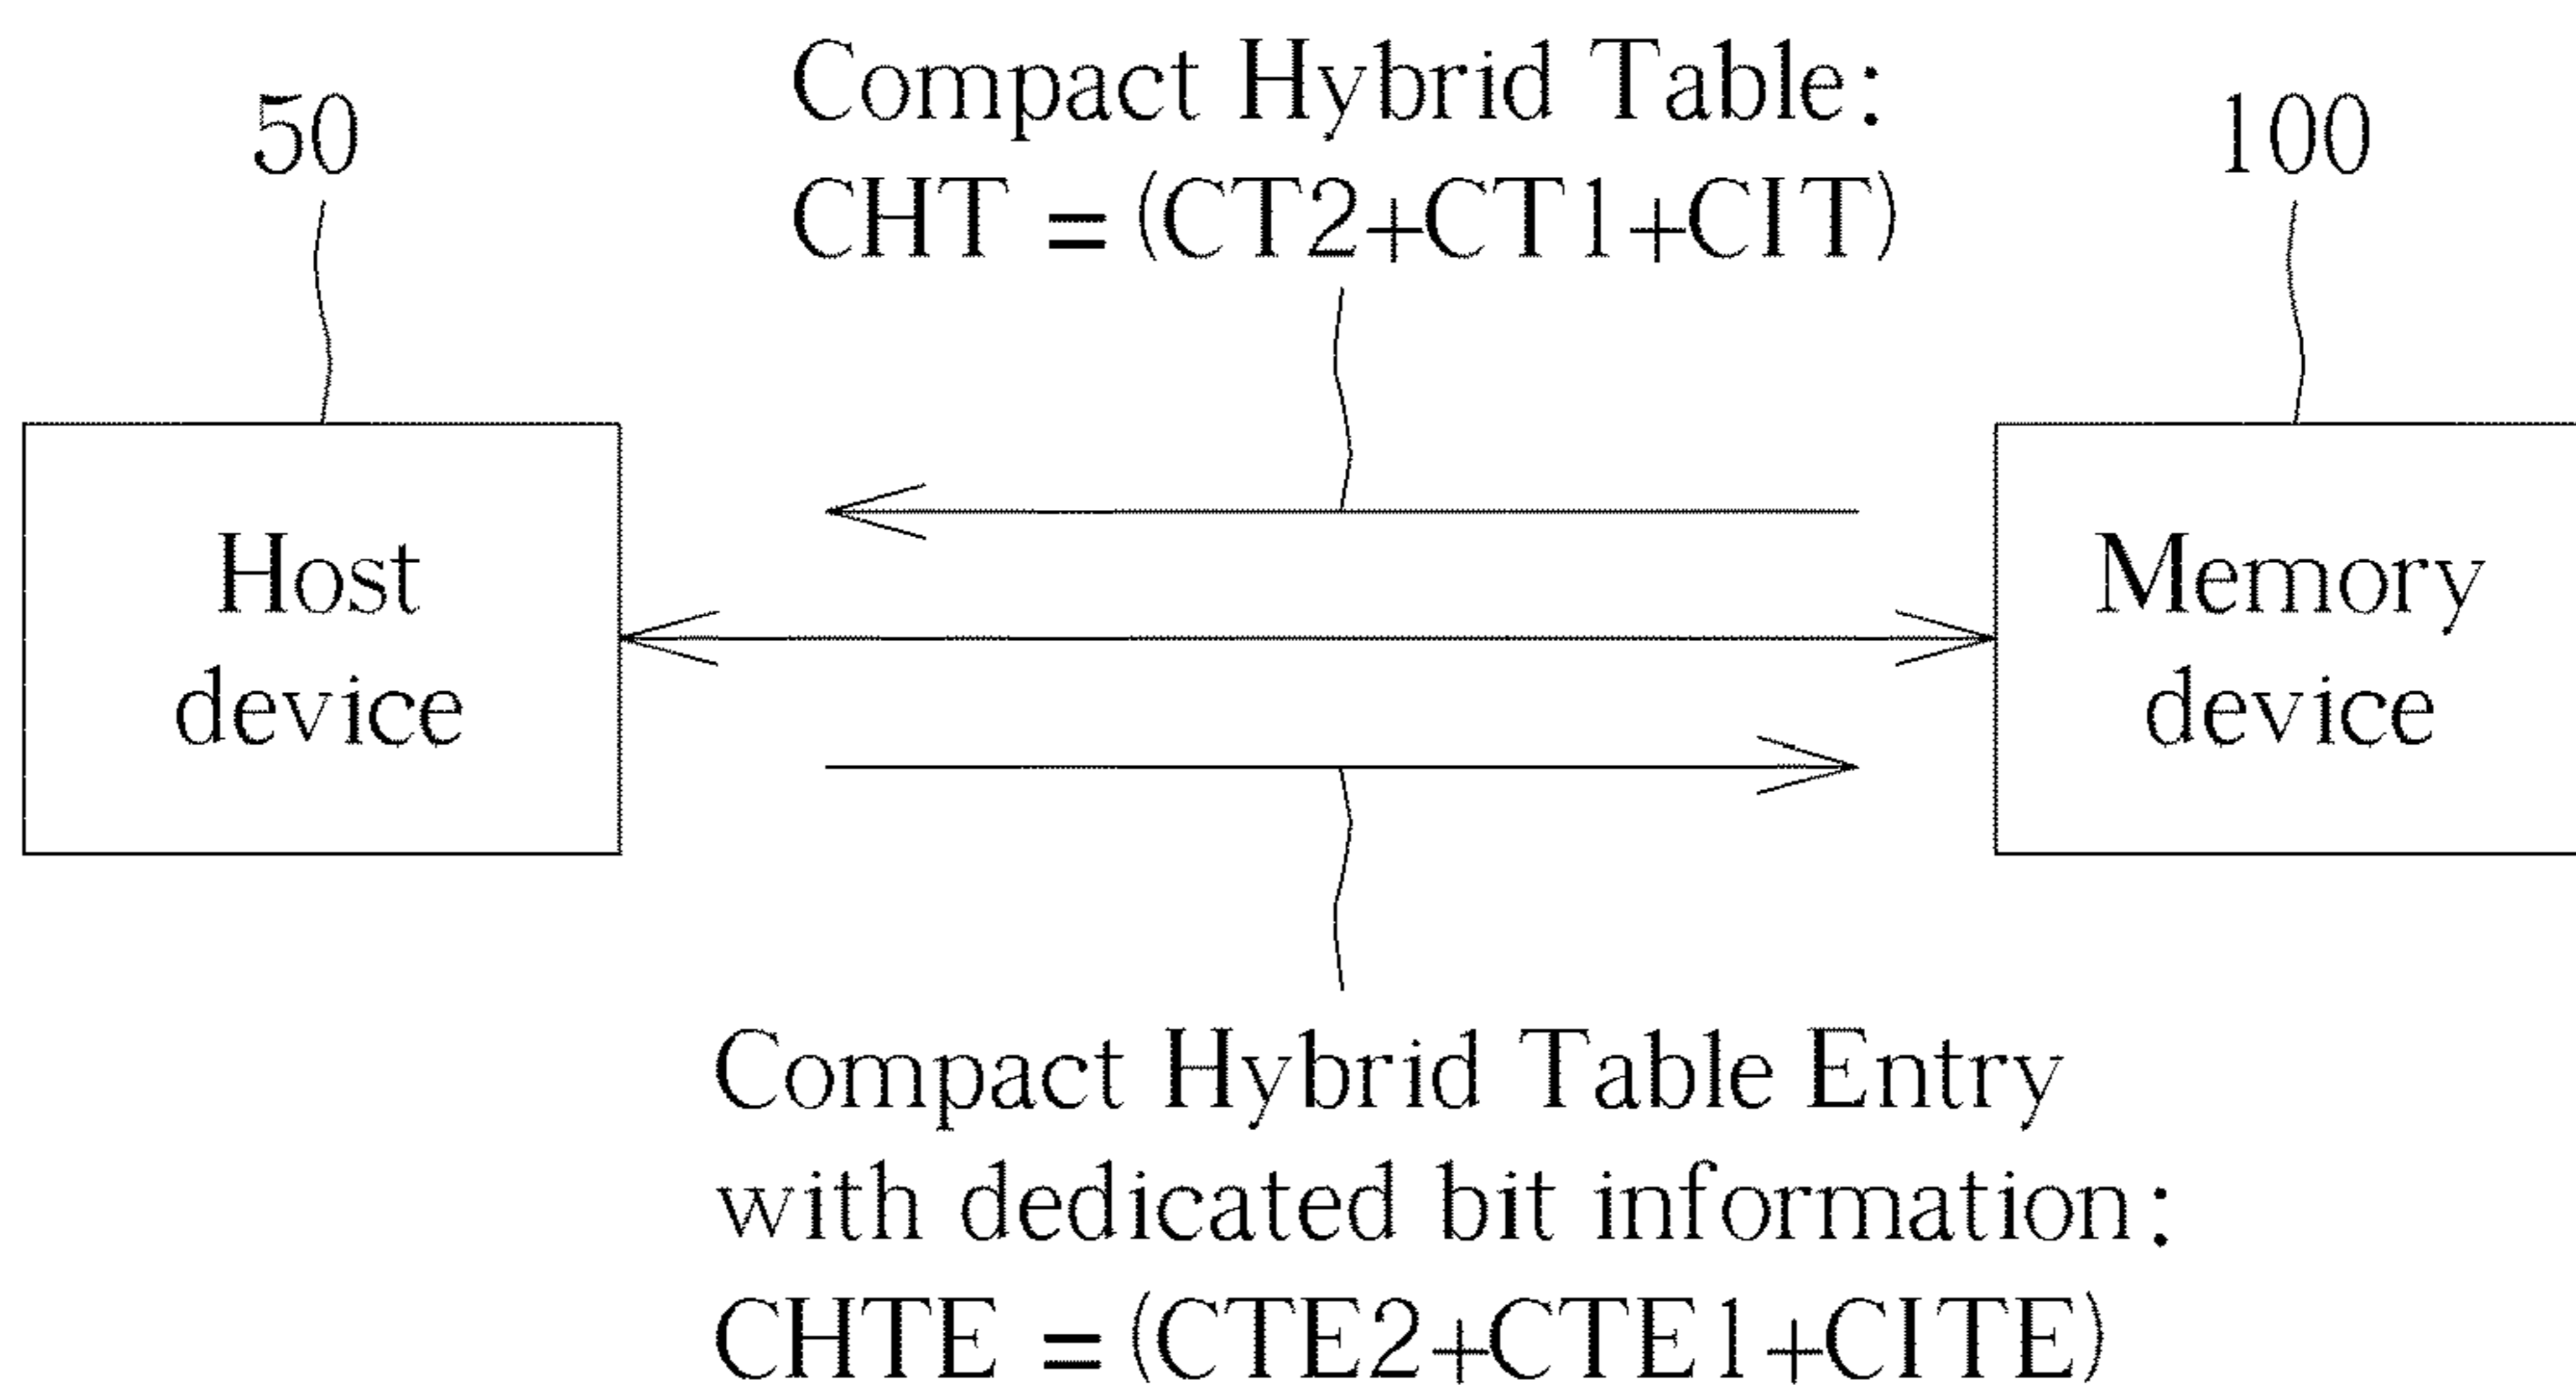 50
Compact Hybrid Table:
CHT = (CT2+CT1+CIT)
100
Host
device
Memory
device
Compact Hybrid Table Entry
with dedicated bit information:
CHTE = (CTE2+CTE1+CITE)